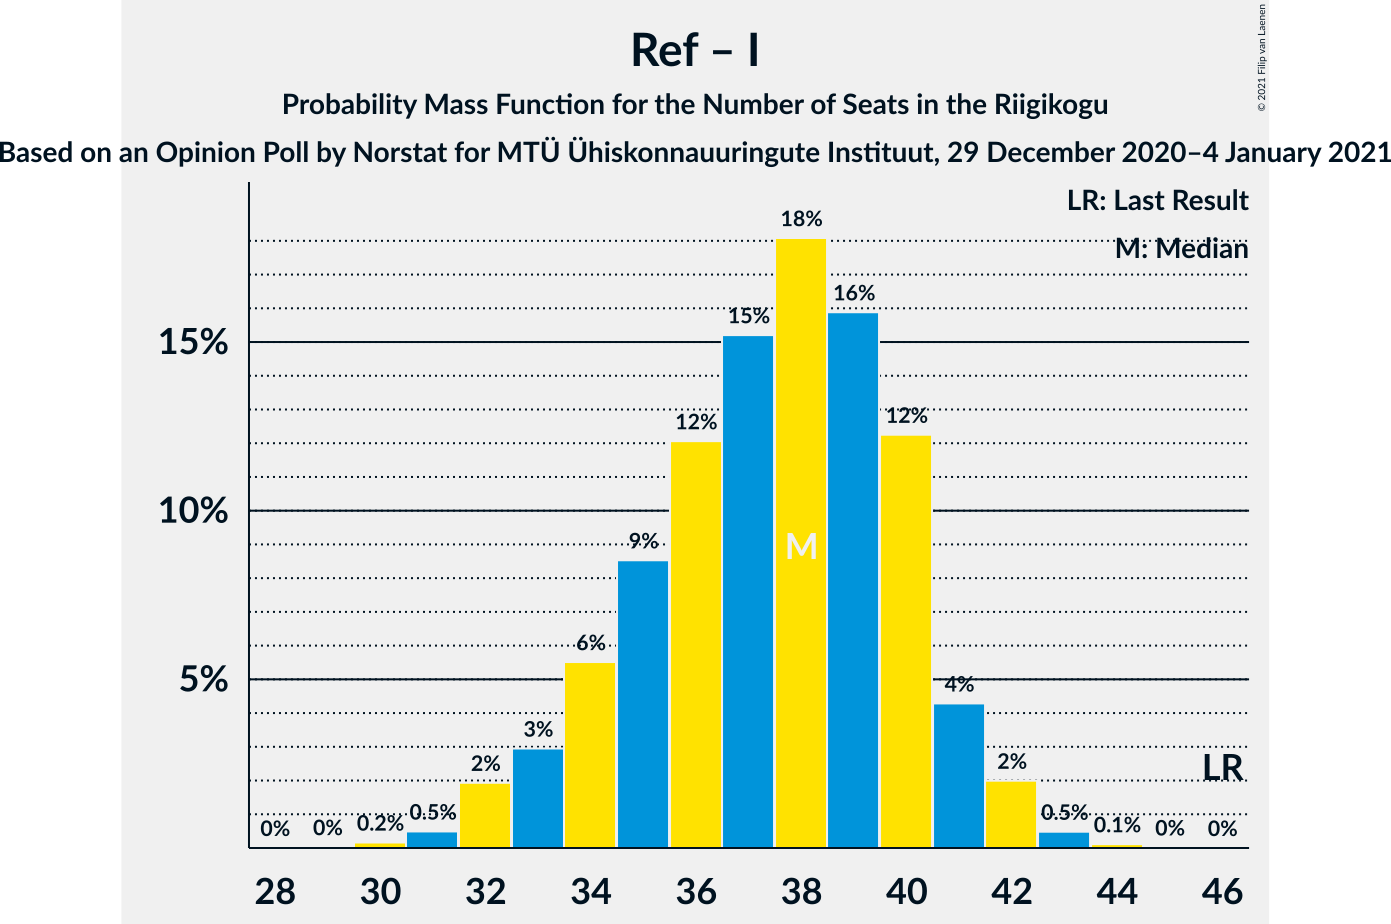 Ref – I
Probability Mass Function for the Number of Seats in the Riigikogu
Based on an Opinion Poll by Norstat for MTÜ Ühiskonnauuringute Instituut, 29 December 2020–4 January 2021
© 2021 Filip van Laenen
LR: Last Result
M: Median
18%
16%
15%
15%
12%
12%
10%
9%
M
6%
5%
4%
3%
2%
2%
LR
0%
0%
0.2%
0.5%
0.5%
0.1%
0%
0%
28 30 32 34 36 38 40 42 44 46